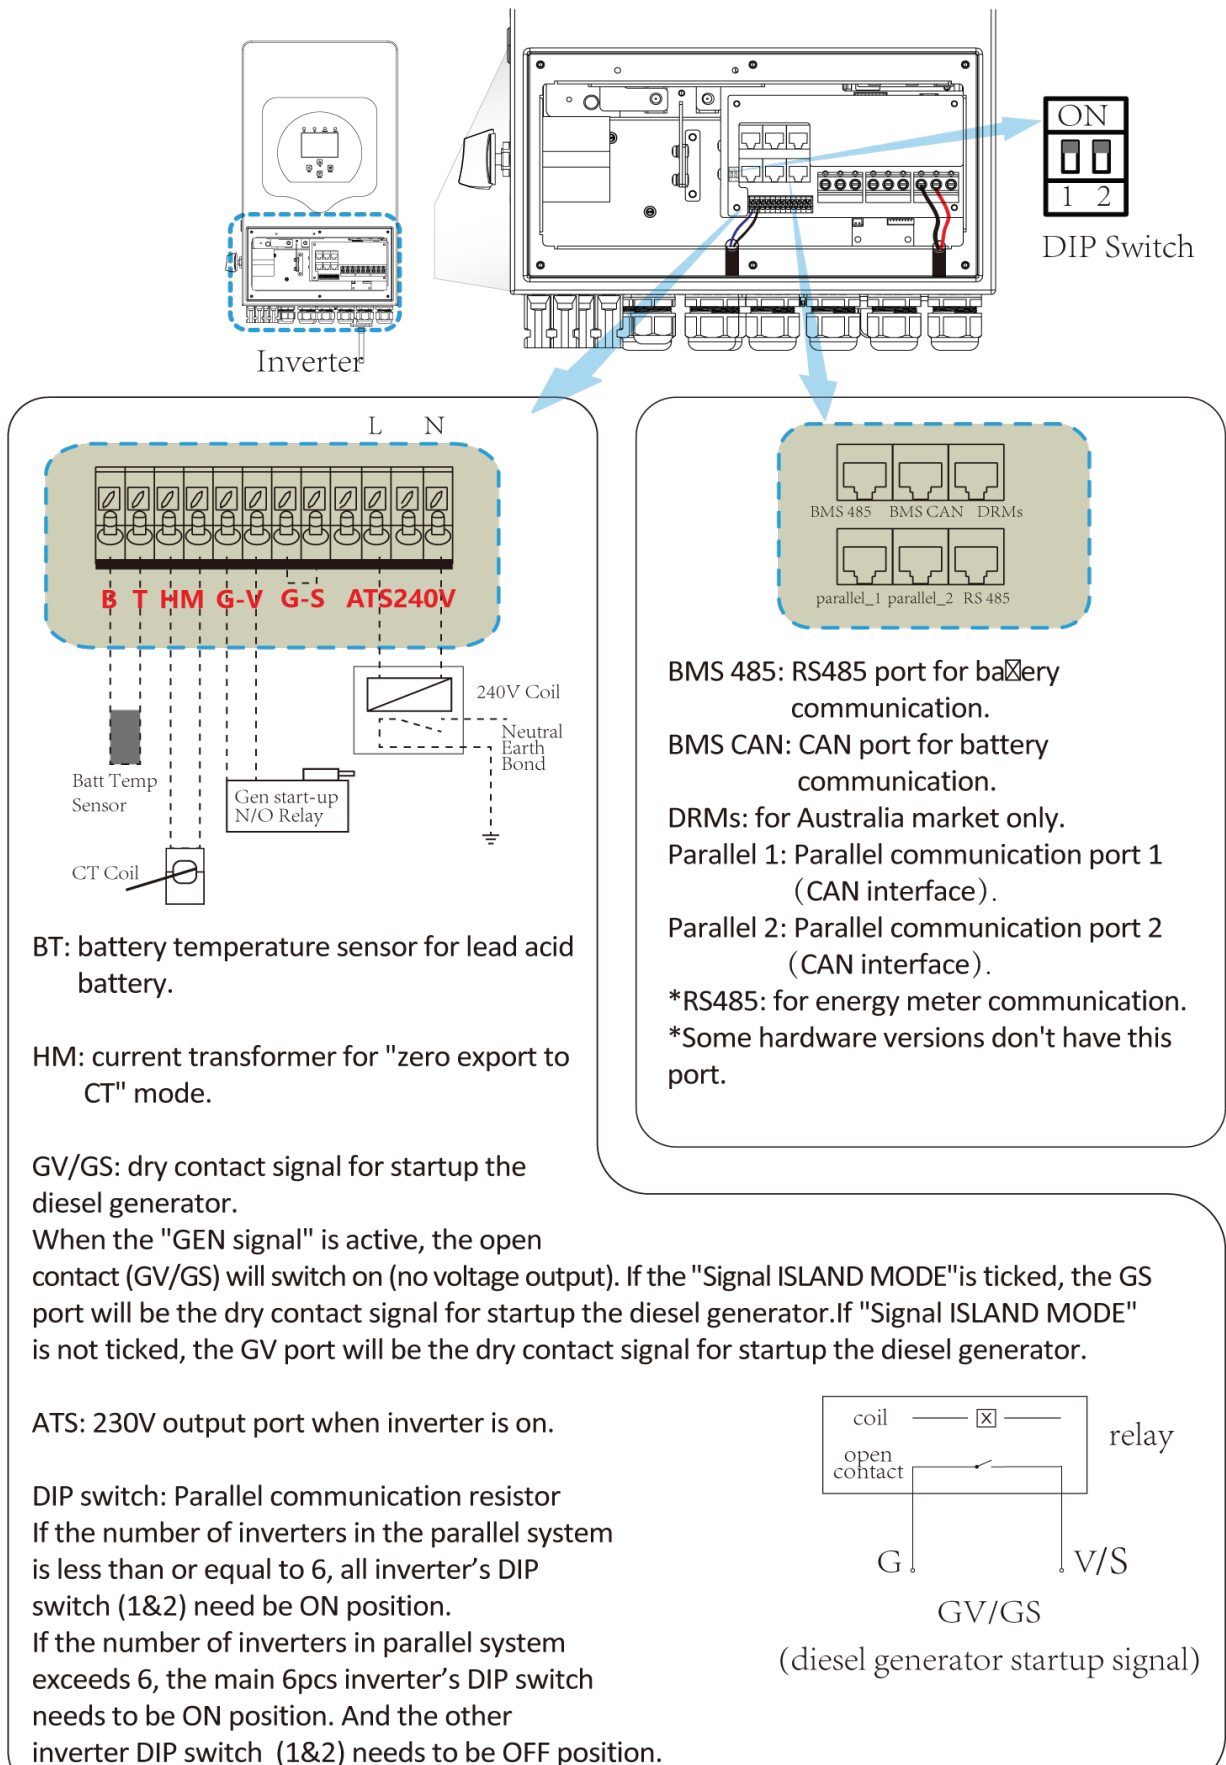 ON
1 2
DIP Switch
Inverter
L N
B T HM G-V G-S ATS240V
240V Coil
Neutral
Earth
Bond
Batt Temp
Sensor
Gen start-up
N/O Relay
CT Coil
BT: battery temperature sensor for lead acid
battery.
HM: current transformer for "zero export to
CT" mode.
GV/GS: dry contact signal for startup the
diesel generator.
When the "GEN signal" is active, the open
contact (GV/GS) will switch on (no voltage output). If the "Signal ISLAND MODE"is ticked, the GS
port will be the dry contact signal for startup the diesel generator.If "Signal ISLAND MODE"
is not ticked, the GV port will be the dry contact signal for startup the diesel generator.
ATS: 230V output port when inverter is on.
DIP switch: Parallel communication resistor
If the number of inverters in the parallel system
is less than or equal to 6, all inverter’s DIP
switch (1&2) need be ON position.
If the number of inverters in parallel system
exceeds 6, the main 6pcs inverter’s DIP switch
needs to be ON position. And the other
inverter DIP switch (1&2) needs to be OFF position.
BMS 485 BMS CAN DRMs
parallel_1 parallel_2 RS 485
BMS 485: RS485 port for ba☒ery
communication.
BMS CAN: CAN port for battery
communication.
DRMs: for Australia market only.
Parallel 1: Parallel communication port 1
(CAN interface).
Parallel 2: Parallel communication port 2
(CAN interface).
*RS485: for energy meter communication.
*Some hardware versions don't have this
port.
coil
open
contact
relay
G V/S
GV/GS
(diesel generator startup signal)